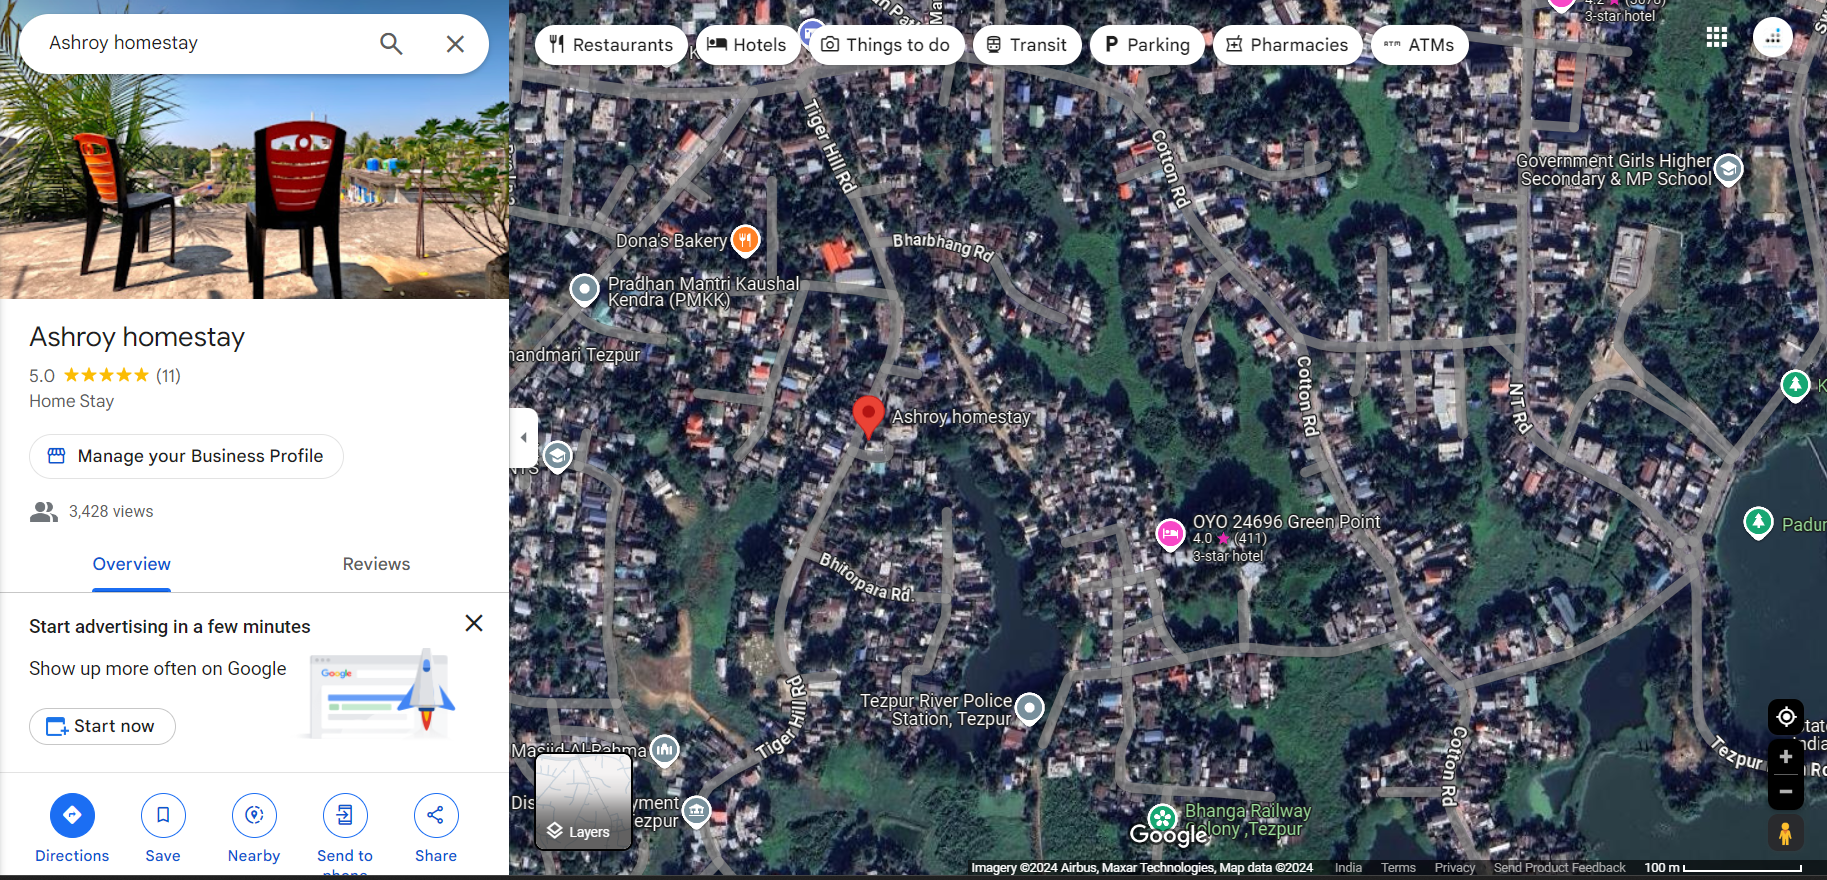 Ashroy homestay
Restaurants
Hotels
Things to do
Transit
Parking
Pharmacies
ATMs
3-star hotel
Ashroy homestay
5.0 (11)
Home Stay
Manage your Business Profile
3,428 views
Overview
Reviews
Start advertising in a few minutes
Show up more often on Google
Google
Start now
Directions
Save
Nearby
Send to
phone
Share
Tiger Hill Rd
Cotton Rd
Government Girls Higher
Secondary & MP School
Dona's Bakery
Bharbhang Rd
Pradhan Mantri Kaushal
Kendra (PMKK)
handmari Tezpur
Cotton Rd
N T Rd
Ashroy homestay
OYO 24696 Green Point
4.0 (411)
3-star hotel
Padur
Bhitorpara Rd
Tezpur River Police
Station, Tezpur
Tiger Hill Rd
Cotton Rd
Tezpur
Masjid-Al-Rahma
Layers
Bhanga Railway
Colony ,Tezpur
Google
Imagery ©2024 Airbus, Maxar Technologies, Map data ©2024
India
Terms
Privacy
Send Product Feedback
100 m